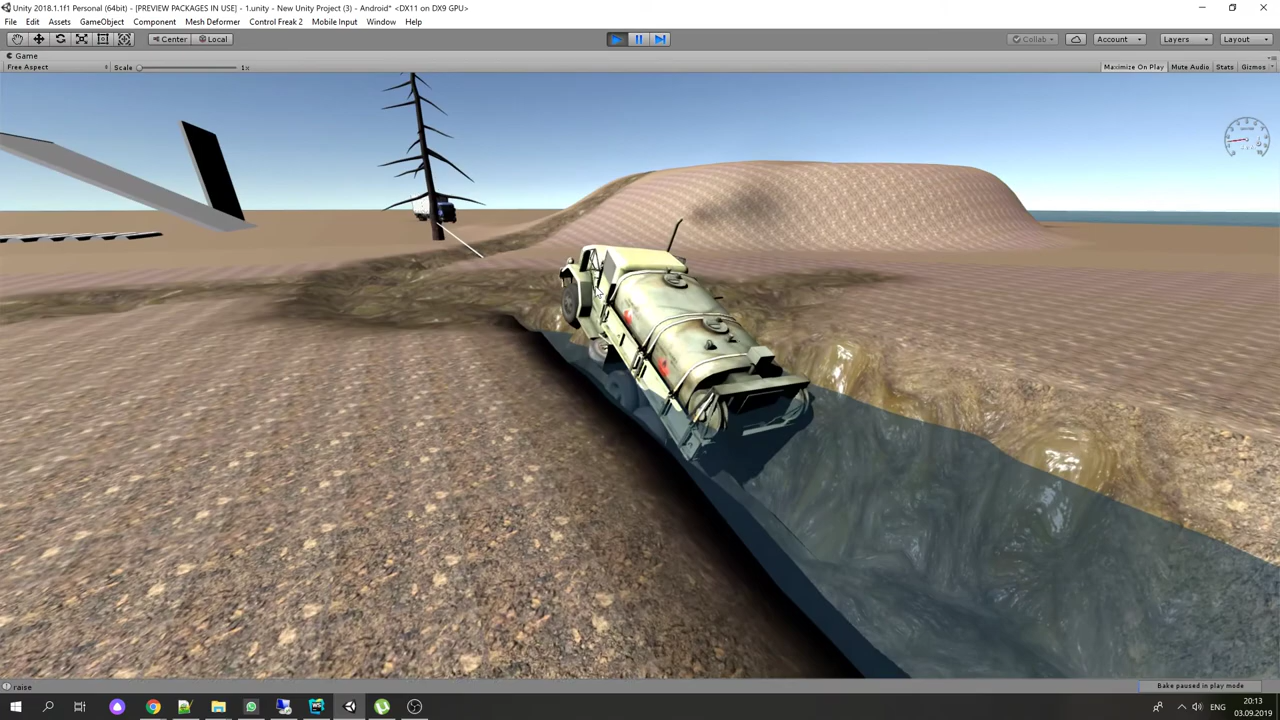 Unity 2018.1.1f1 Personal (64bit) - [PREVIEW PACKAGES IN USE] - 1.unity - New Unity Project (3) - Android* <DX11 on DX9 GPU>
File Edit Assets GameObject Component Mesh Deformer Control Freak 2 Mobile Input Window Help
Center Local Collab Account Layers Layout
Game
Free Aspect Scale 1x Maximize On Play Mute Audio Stats Gizmos
raise
Bake paused in play mode
ENG
20:13
03.09.2019